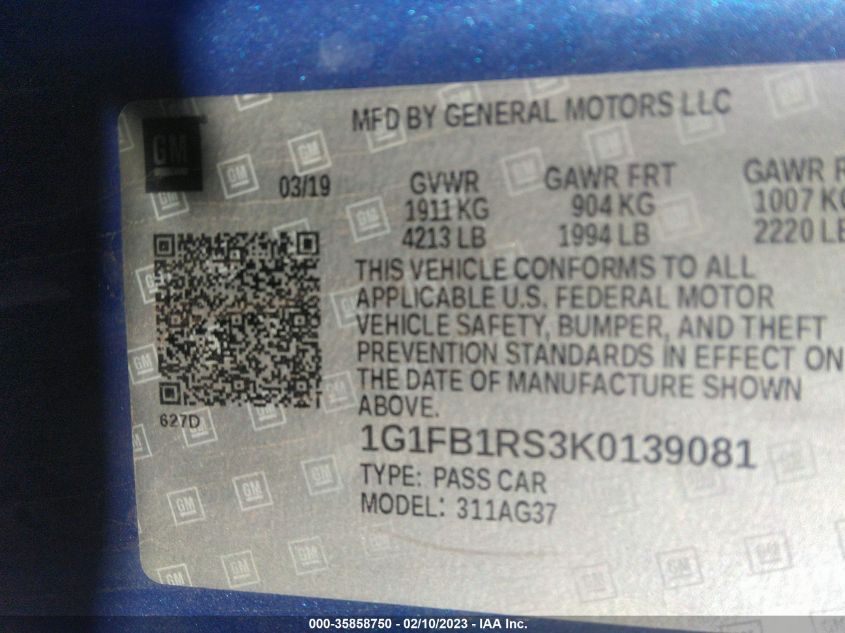 MFD BY GENERAL MOTORS LLC
GM
03/19
GVWR GAWR FRT GAWR R
1911 KG 904 KG 1007 KG
4213 LB 1994 LB 2220 LB
THIS VEHICLE CONFORMS TO ALL
APPLICABLE U.S. FEDERAL MOTOR
VEHICLE SAFETY, BUMPER, AND THEFT
PREVENTION STANDARDS IN EFFECT ON
THE DATE OF MANUFACTURE SHOWN
ABOVE.
627D
1G1FB1RS3K0139081
TYPE: PASS CAR
MODEL: 311AG37
000-35858750 - 02/10/2023 - IAA Inc.